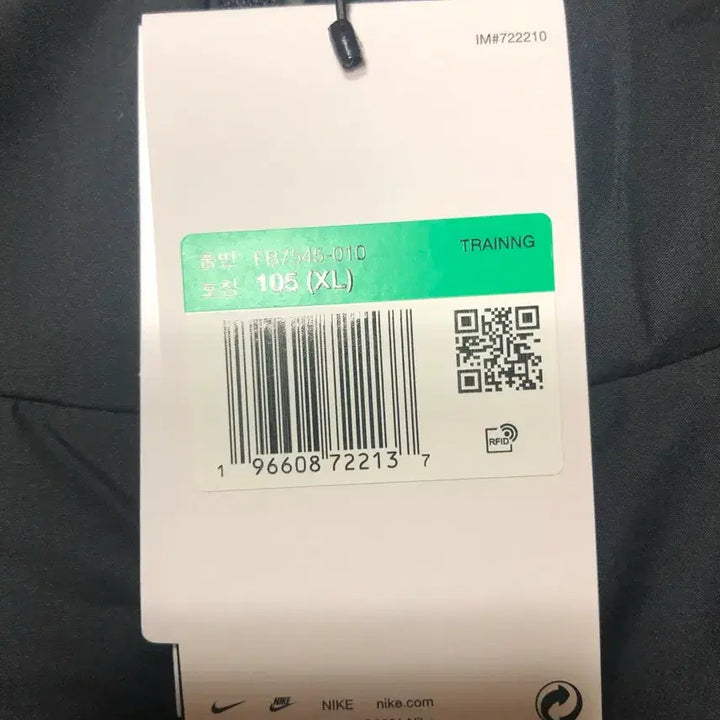 IM#722210
품번 FB7545-010
TRAINNG
호칭 105 (XL)
RFID
1 96608 72213 7
NIKE nike.com